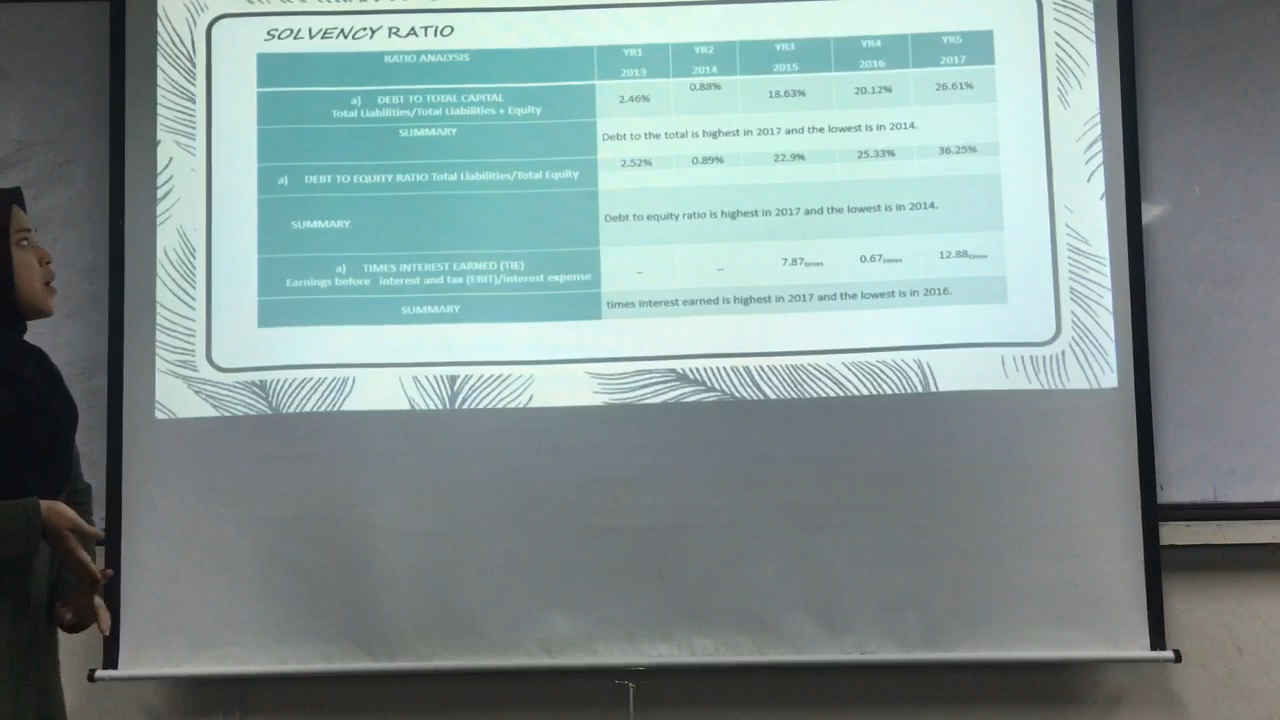 SOLVENCY RATIO
RATIO ANALYSIS YR1 2013 YR2 2014 YR3 2015 YR4 2016 YR5 2017
a) DEBT TO TOTAL CAPITAL
Total Liabilities/Total Liabilities + Equity 2.46% 0.88% 18.63% 20.12% 26.61%
SUMMARY Debt to the total is highest in 2017 and the lowest is in 2014.
a) DEBT TO EQUITY RATIO Total Liabilities/Total Equity 2.52% 0.89% 22.9% 25.33% 36.25%
SUMMARY Debt to equity ratio is highest in 2017 and the lowest is in 2014.
a) TIMES INTEREST EARNED (TIE)
Earnings before interest and tax (EBIT)/interest expense – – 7.87times 0.67times 12.88times
SUMMARY times interest earned is highest in 2017 and the lowest is in 2016.